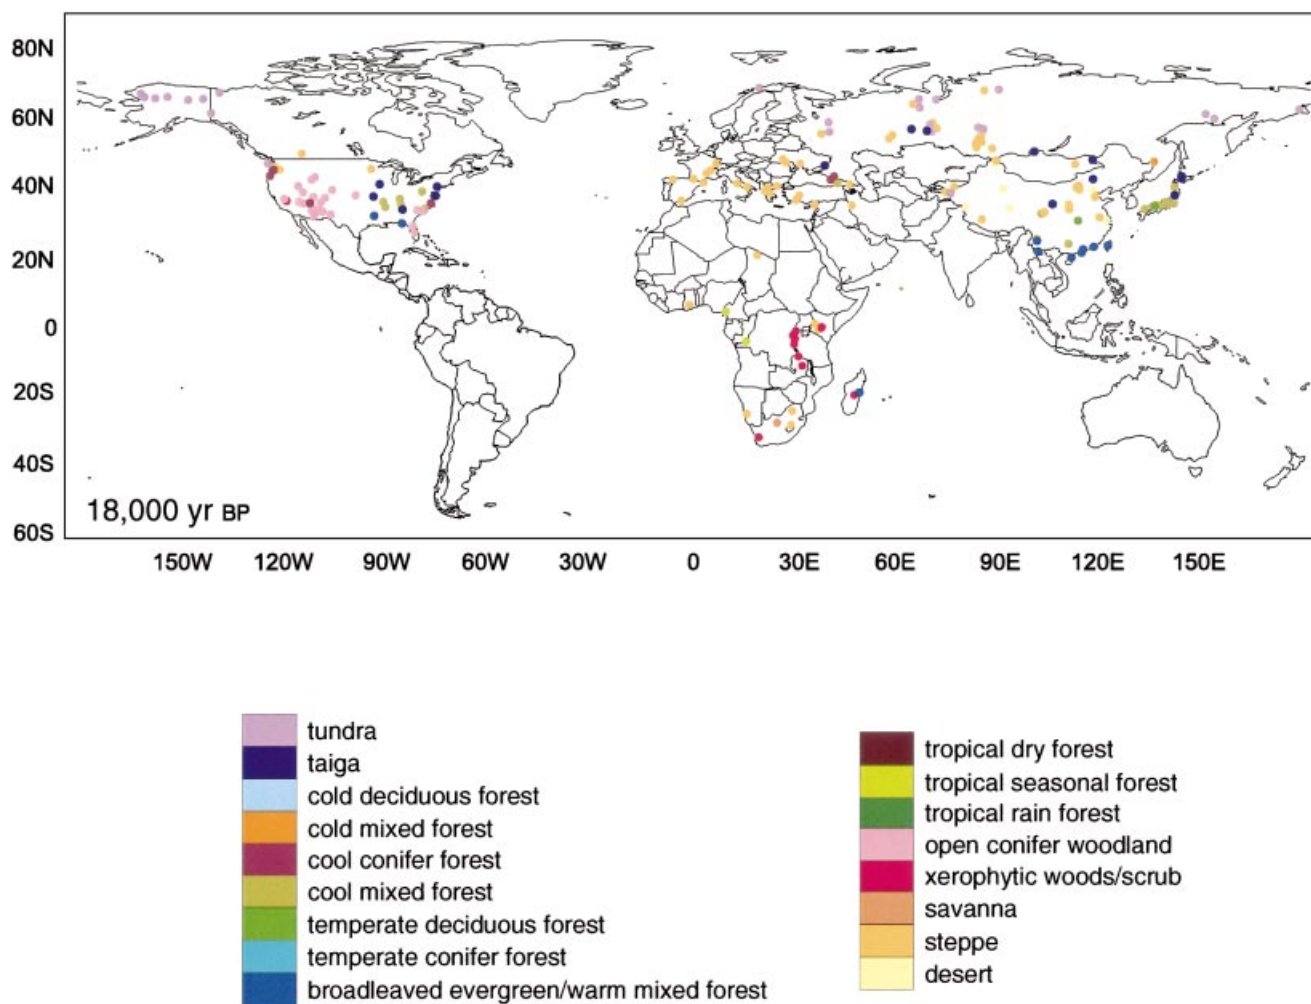 80N
60N
40N
20N
0
20S
40S
60S
18,000 yr BP
150W 120W 90W 60W 30W 0 30E 60E 90E 120E 150E
tundra
taiga
cold deciduous forest
cold mixed forest
cool conifer forest
cool mixed forest
temperate deciduous forest
temperate conifer forest
broadleaved evergreen/warm mixed forest
tropical dry forest
tropical seasonal forest
tropical rain forest
open conifer woodland
xerophytic woods/scrub
savanna
steppe
desert